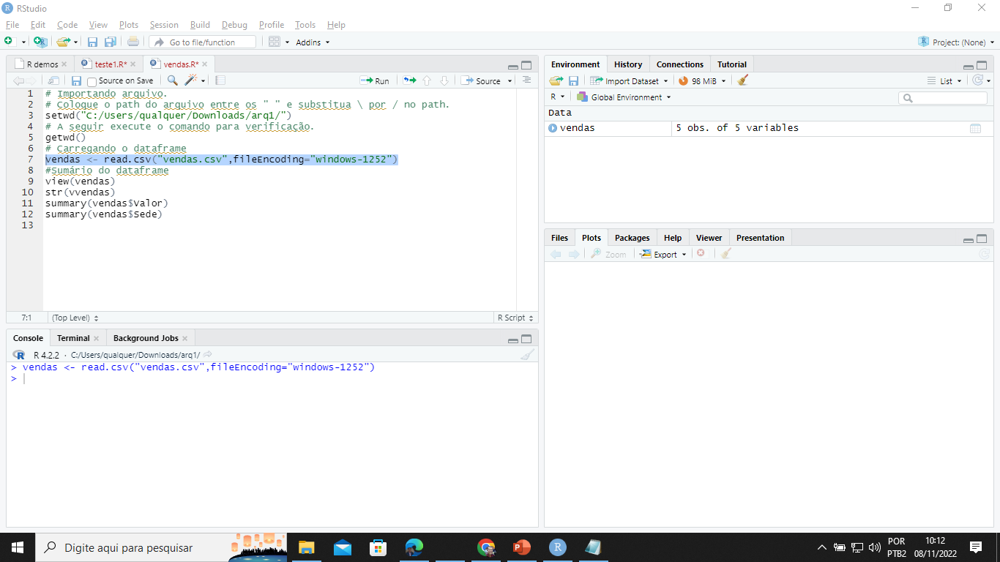 RStudio
File Edit Code View Plots Session Build Debug Profile Tools Help
Go to file/function Addins Project: (None)
R demos teste1.R* vendas.R*
Source on Save Run Source
1 # Importando arquivo.
2 # Coloque o path do arquivo entre os " " e substitua \ por / no path.
3 setwd("C:/Users/qualquer/Downloads/arq1/")
4 # A seguir execute o comando para verificação.
5 getwd()
6 # Carregando o dataframe
7 vendas <- read.csv("vendas.csv",fileEncoding="windows-1252")
8 #Sumário do dataframe
9 view(vendas)
10 str(vvendas)
11 summary(vendas$Valor)
12 summary(vendas$Sede)
13
7:1 (Top Level) R Script
Console Terminal Background Jobs
R 4.2.2 · C:/Users/qualquer/Downloads/arq1/
> vendas <- read.csv("vendas.csv",fileEncoding="windows-1252")
>
Environment History Connections Tutorial
Import Dataset 98 MiB List
R Global Environment
Data
vendas 5 obs. of 5 variables
Files Plots Packages Help Viewer Presentation
Zoom Export
Digite aqui para pesquisar
POR
PTB2
10:12
08/11/2022